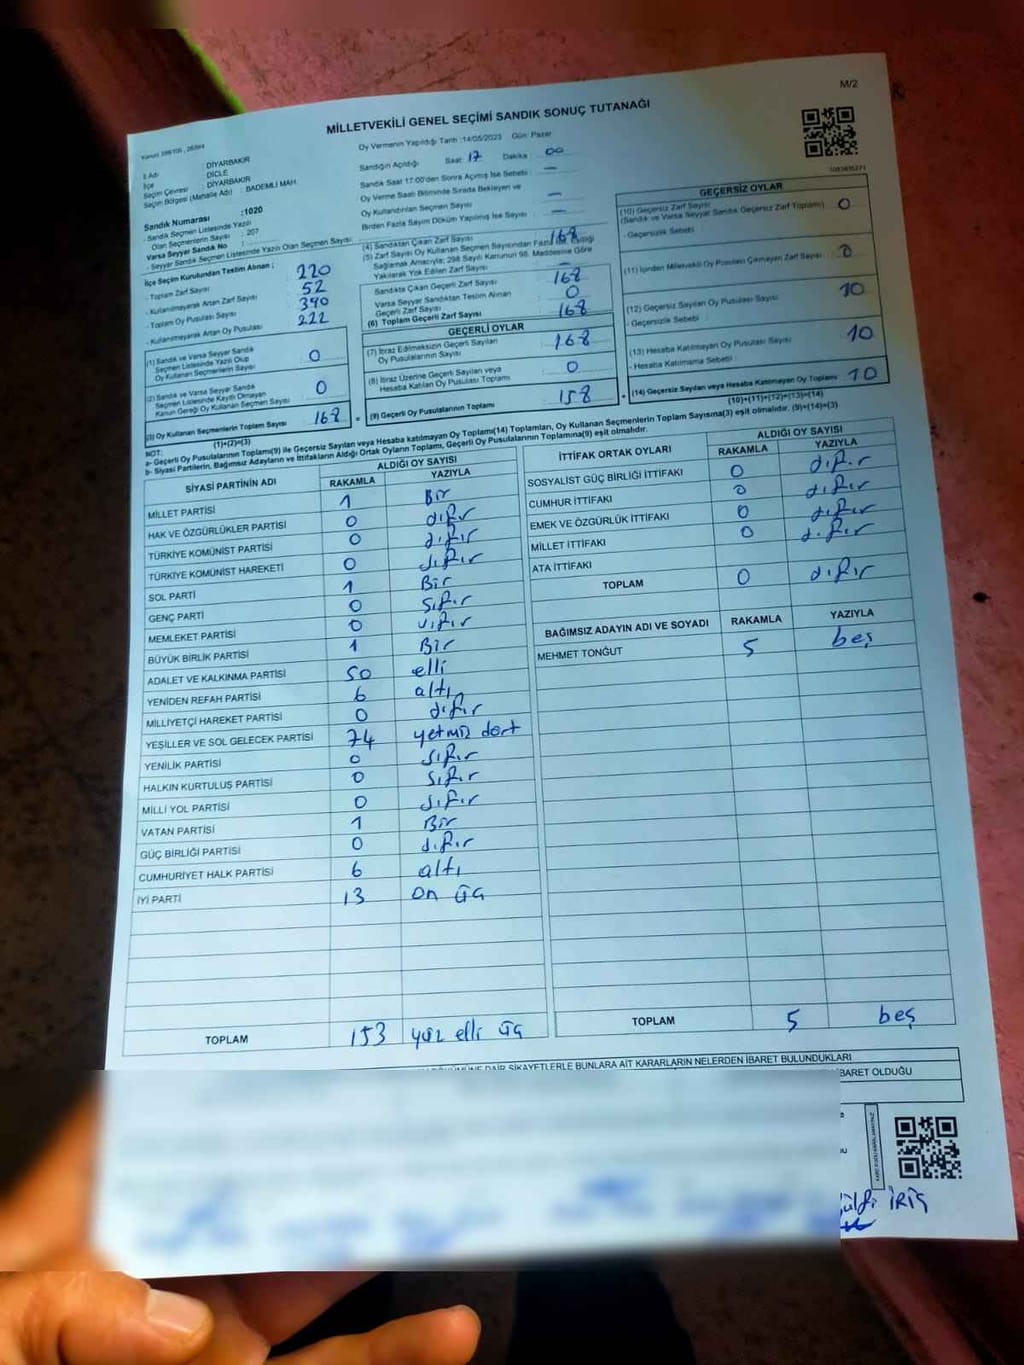 M/2
MİLLETVEKİLİ GENEL SEÇİMİ SANDIK SONUÇ TUTANAĞI
İli Adı : DİYARBAKIR
İlçe : DİCLE
Seçim Çevresi : DİYARBAKIR
Seçim Bölgesi (Mahalle Adı) : BADEMLİ MAH.
Sandık Numarası :1020
Sandık Seçmen Listesinde Yazılı
Olan Seçmenlerin Sayısı : 207
Varsa Seyyar Sandık No :
- Seyyar Sandık Seçmen Listesinde Yazılı Olan Seçmen Sayısı:
İlçe Seçim Kurulundan Teslim Alınan ;
- Toplam Zarf Sayısı 220
- Kullanılmayarak Artan Zarf Sayısı 52
- Toplam Oy Pusulası Sayısı 390
- Kullanılmayarak Artan Oy Pusulası 222
(1) Sandık ve Varsa Seyyar Sandık
Seçmen Listesinde Yazılı Olup
Oy Kullanan Seçmenlerin Sayısı 0
(2) Sandık ve Varsa Seyyar Sandık
Seçmen Listesinde Kayıtlı Olmayan
Kanun Gereği Oy Kullanan Seçmen Sayısı 0
(3) Oy Kullanan Seçmenlerin Toplam Sayısı 168
(1)+(2)=(3)
Oy Vermenin Yapıldığı Tarih :14/05/2023 Gün: Pazar
Sandığın Açıldığı Saat: 17 Dakika : 00
Sandık Saat 17:00'den Sonra Açılmış İse Sebebi : —
Oy Verme Saati Bitiminde Sırada Bekleyen ve
Oy Kullandırılan Seçmen Sayısı —
Birden Fazla Sayım Döküm Yapılmış İse Sayısı : —
(4) Sandıktan Çıkan Zarf Sayısı 168
(5) Zarf Sayısı Oy Kullanan Seçmen Sayısından Fazla
Sağlamak Amacıyla; 298 Sayılı Kanunun 98. Maddesine Göre
Yakılarak Yok Edilen Zarf Sayısı —
Sandıkta Çıkan Geçerli Zarf Sayısı 168
Varsa Seyyar Sandıktan Teslim Alınan
Geçerli Zarf Sayısı 0
(6) Toplam Geçerli Zarf Sayısı 168
GEÇERLİ OYLAR
(7) İtiraz Edilmeksizin Geçerli Sayılan
Oy Pusulalarının Sayısı 168
(8) İtiraz Üzerine Geçerli Sayılan veya
Hesaba Katılan Oy Pusulası Toplamı 0
(9) Geçerli Oy Pusulalarının Toplamı 158
GEÇERSİZ OYLAR
(10) Geçersiz Zarf Sayısı
(Sandık ve Varsa Seyyar Sandık Geçersiz Zarf Toplamı) 0
- Geçersizlik Sebebi :
(11) İçinden Milletvekili Oy Pusulası Çıkmayan Zarf Sayısı 0
(12) Geçersiz Sayılan Oy Pusulası Sayısı 10
- Geçersizlik Sebebi :
(13) Hesaba Katılmayan Oy Pusulası Sayısı 10
- Hesaba Katılmama Sebebi :
(14) Geçersiz Sayılan veya Hesaba Katılmayan Oy Toplamı 10
(10)+(11)+(12)+(13)=(14)
NOT:
a- Geçerli Oy Pusulalarının Toplamı(9) ile Geçersiz Sayılan veya Hesaba katılmayan Oy Toplamı(14) Toplamları, Oy Kullanan Seçmenlerin Toplam Sayısına(3) eşit olmalıdır. (9)+(14)=(3)
b- Siyasi Partilerin, Bağımsız Adayların ve İttifakların Aldığı Ortak Oyların Toplamı, Geçerli Oy Pusulalarının Toplamına(9) eşit olmalıdır.
SİYASİ PARTİNİN ADI ALDIĞI OY SAYISI
RAKAMLA YAZIYLA
MİLLET PARTİSİ 1 Bir
HAK VE ÖZGÜRLÜKLER PARTİSİ 0 sıfır
TÜRKİYE KOMÜNİST PARTİSİ 0 sıfır
TÜRKİYE KOMÜNİST HAREKETİ 0 sıfır
SOL PARTİ 1 Bir
GENÇ PARTİ 0 sıfır
MEMLEKET PARTİSİ 0 sıfır
BÜYÜK BİRLİK PARTİSİ 1 Bir
ADALET VE KALKINMA PARTİSİ 50 elli
YENİDEN REFAH PARTİSİ 6 altı
MİLLİYETÇİ HAREKET PARTİSİ 0 sıfır
YEŞİLLER VE SOL GELECEK PARTİSİ 74 yetmiş dört
YENİLİK PARTİSİ 0 sıfır
HALKIN KURTULUŞ PARTİSİ 0 sıfır
MİLLİ YOL PARTİSİ 0 sıfır
VATAN PARTİSİ 1 Bir
GÜÇ BİRLİĞİ PARTİSİ 0 sıfır
CUMHURİYET HALK PARTİSİ 6 altı
İYİ PARTİ 13 on üç
TOPLAM 153 yüz elli üç
İTTİFAK ORTAK OYLARI ALDIĞI OY SAYISI
RAKAMLA YAZIYLA
SOSYALİST GÜÇ BİRLİĞİ İTTİFAKI 0 sıfır
CUMHUR İTTİFAKI 0 sıfır
EMEK VE ÖZGÜRLÜK İTTİFAKI 0 sıfır
MİLLET İTTİFAKI 0 sıfır
ATA İTTİFAKI
TOPLAM 0 sıfır
BAĞIMSIZ ADAYIN ADI VE SOYADI RAKAMLA YAZIYLA
MEHMET TONĞUT 5 beş
TOPLAM 5 beş
DAİR ŞİKAYETLERLE BUNLARA AİT KARARLARIN NELERDEN İBARET BULUNDUKLARI
İBARET OLDUĞU
İRİŞ